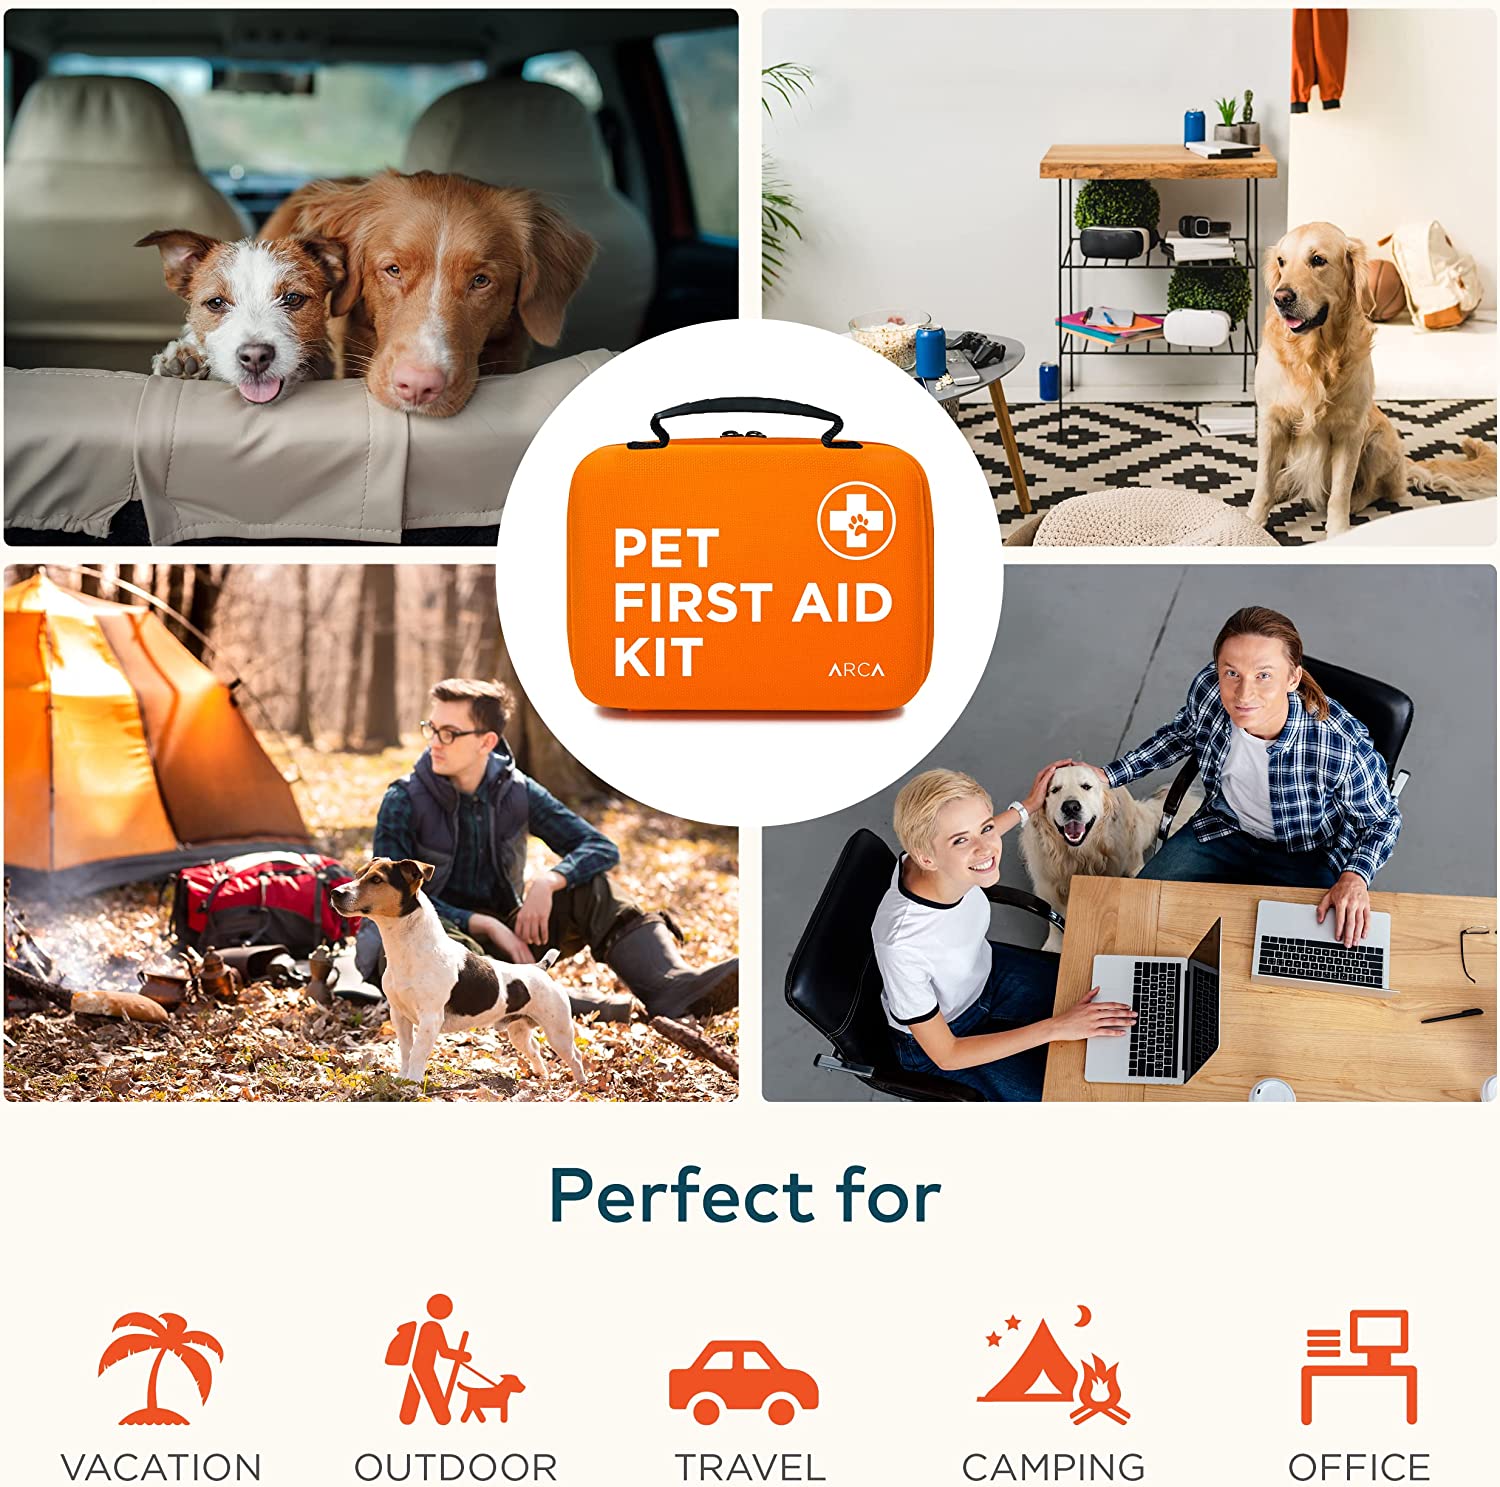 PET
FIRST AID
KIT
ARCA
Perfect for
VACATION
OUTDOOR
TRAVEL
CAMPING
OFFICE